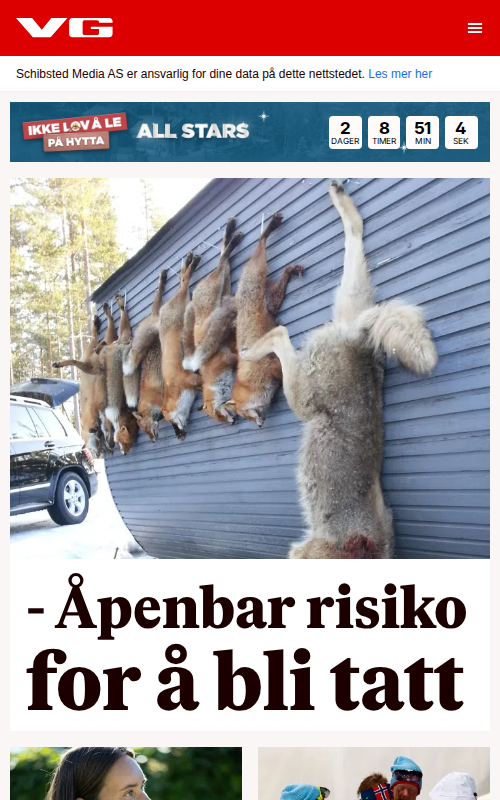 VG
Schibsted Media AS er ansvarlig for dine data på dette nettstedet. Les mer her
IKKE LOV Å LE
PÅ HYTTA
ALL STARS
2 8 51 4
DAGER TIMER MIN SEK
- Åpenbar risiko
for å bli tatt